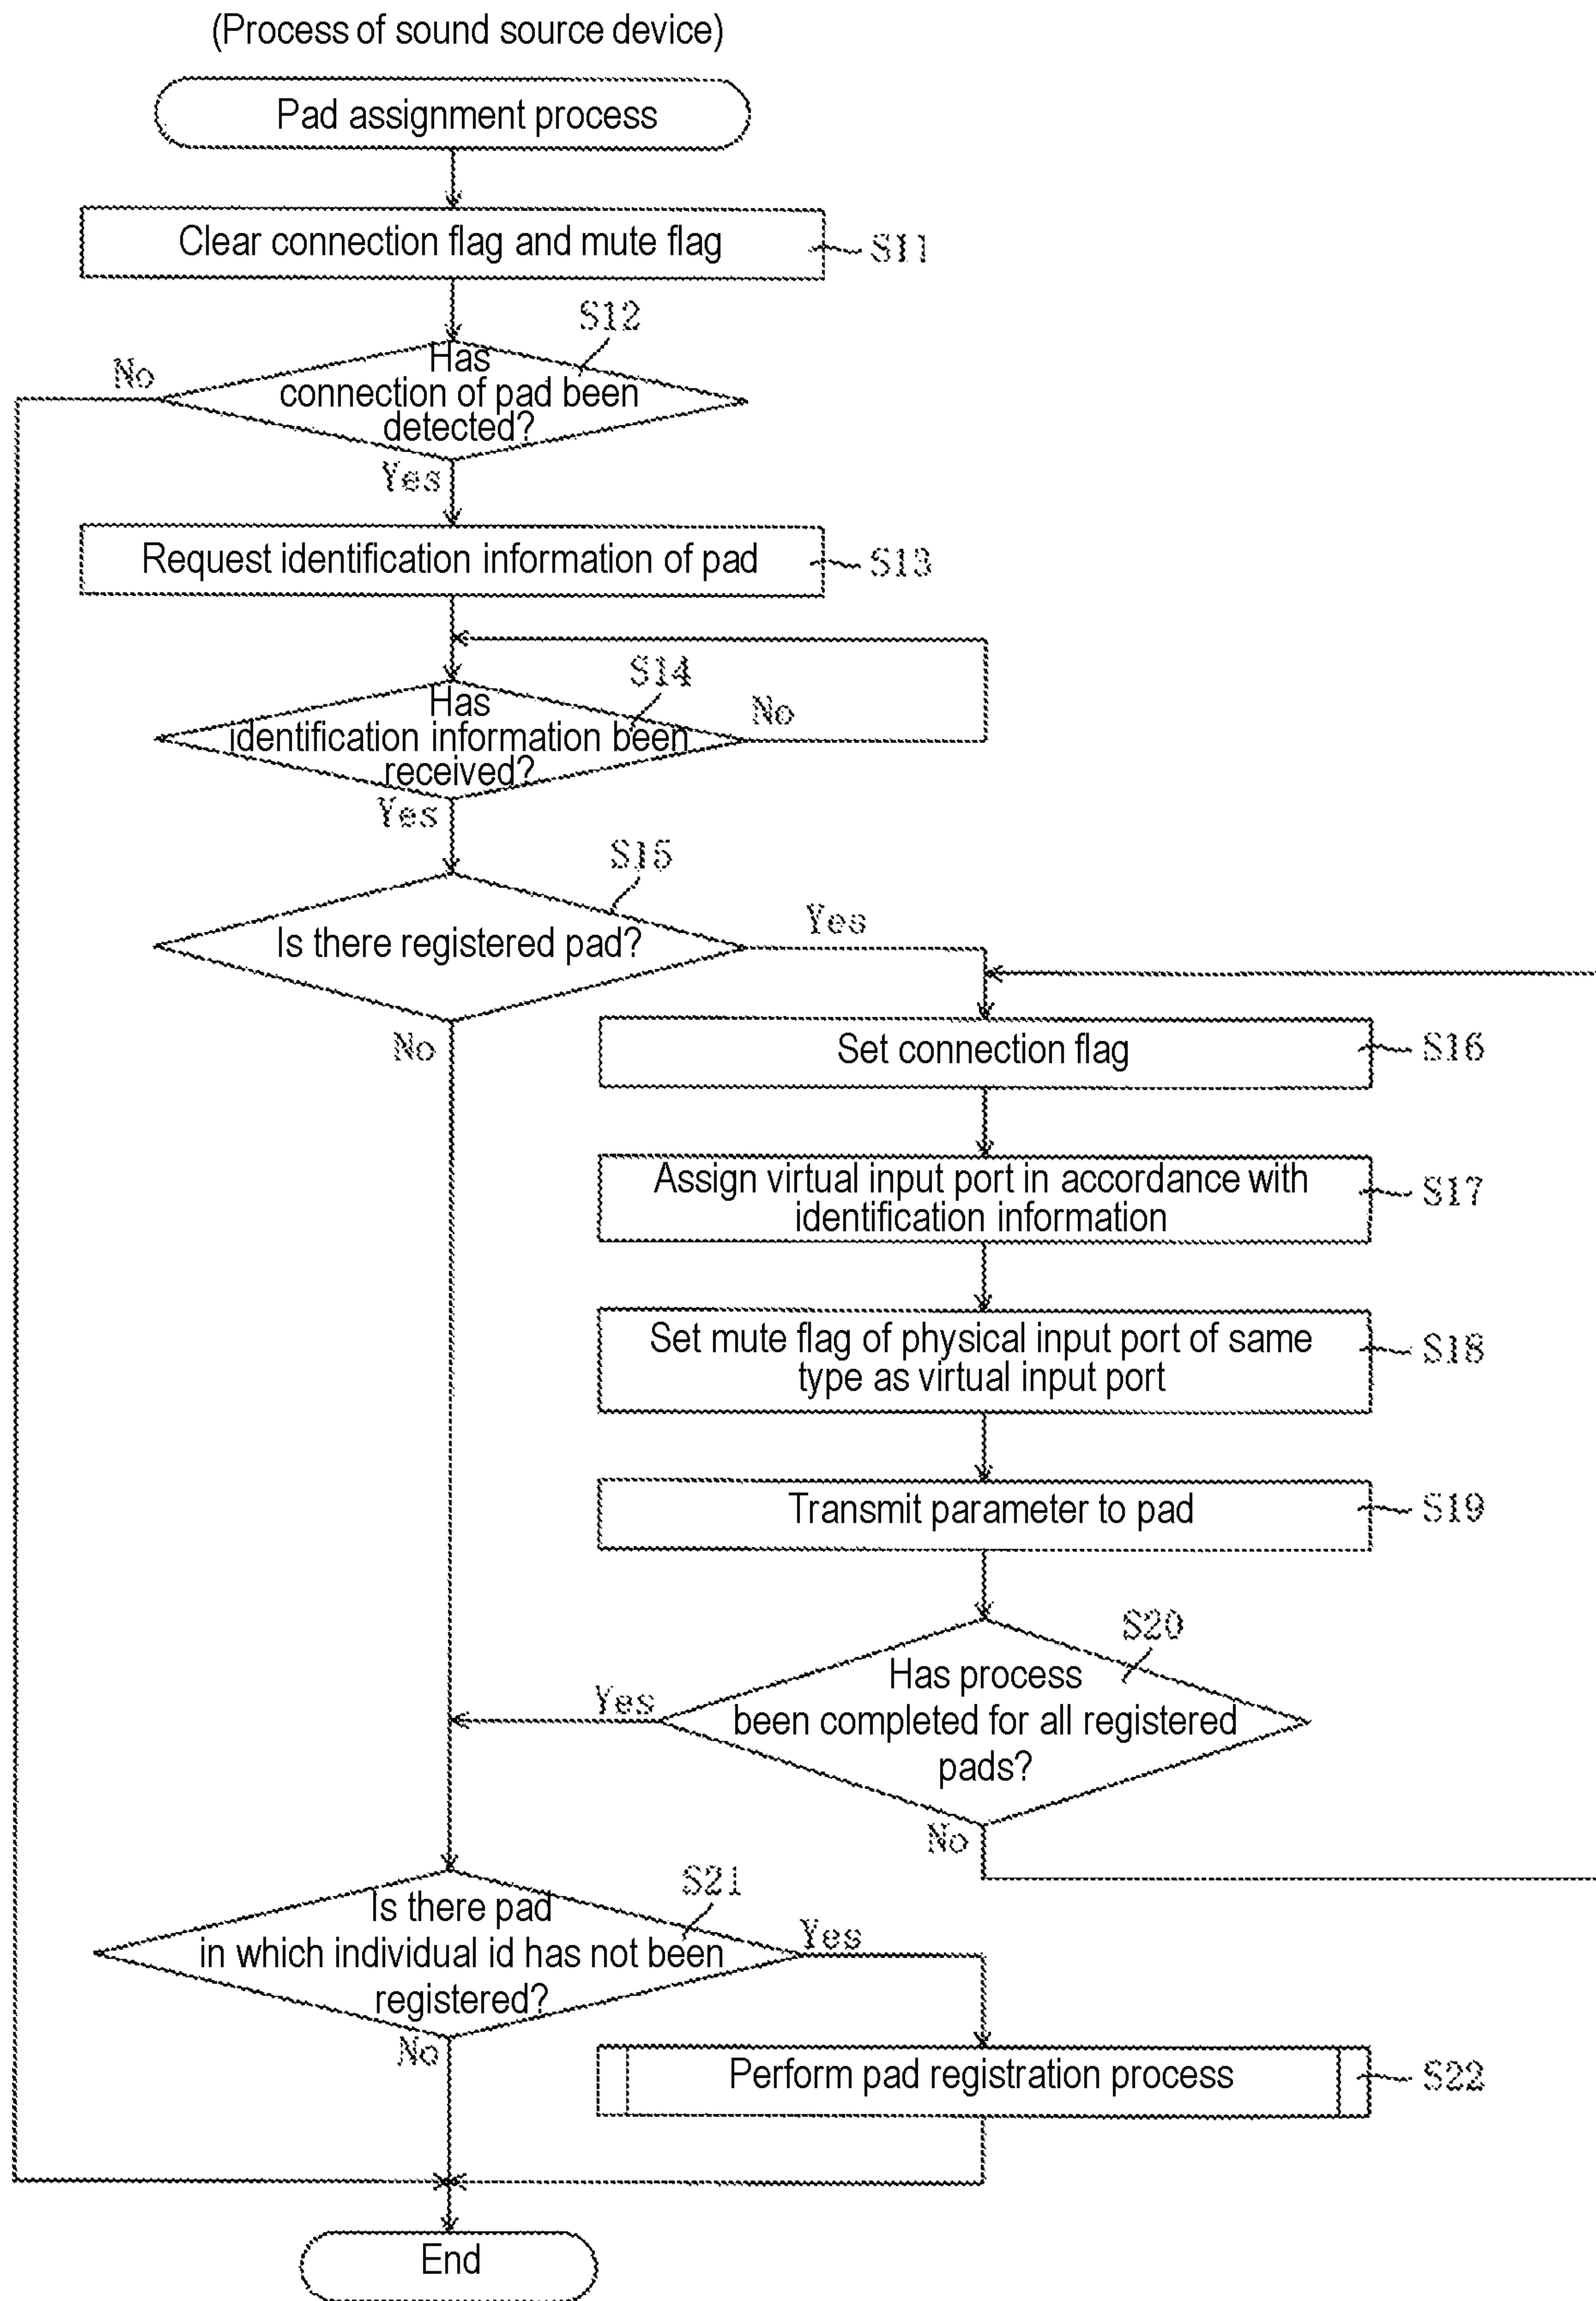 (Process of sound source device)
Pad assignment process
Clear connection flag and mute flag
S11
S12
Has
connection of pad been
detected?
No
Yes
Request identification information of pad
S13
S14
Has
identification information been
received?
No
Yes
S15
Is there registered pad?
Yes
No
Set connection flag
S16
Assign virtual input port in accordance with
identification information
S17
Set mute flag of physical input port of same
type as virtual input port
S18
Transmit parameter to pad
S19
S20
Has process
been completed for all registered
pads?
Yes
No
S21
Is there pad
in which individual id has not been
registered?
Yes
No
Perform pad registration process
S22
End